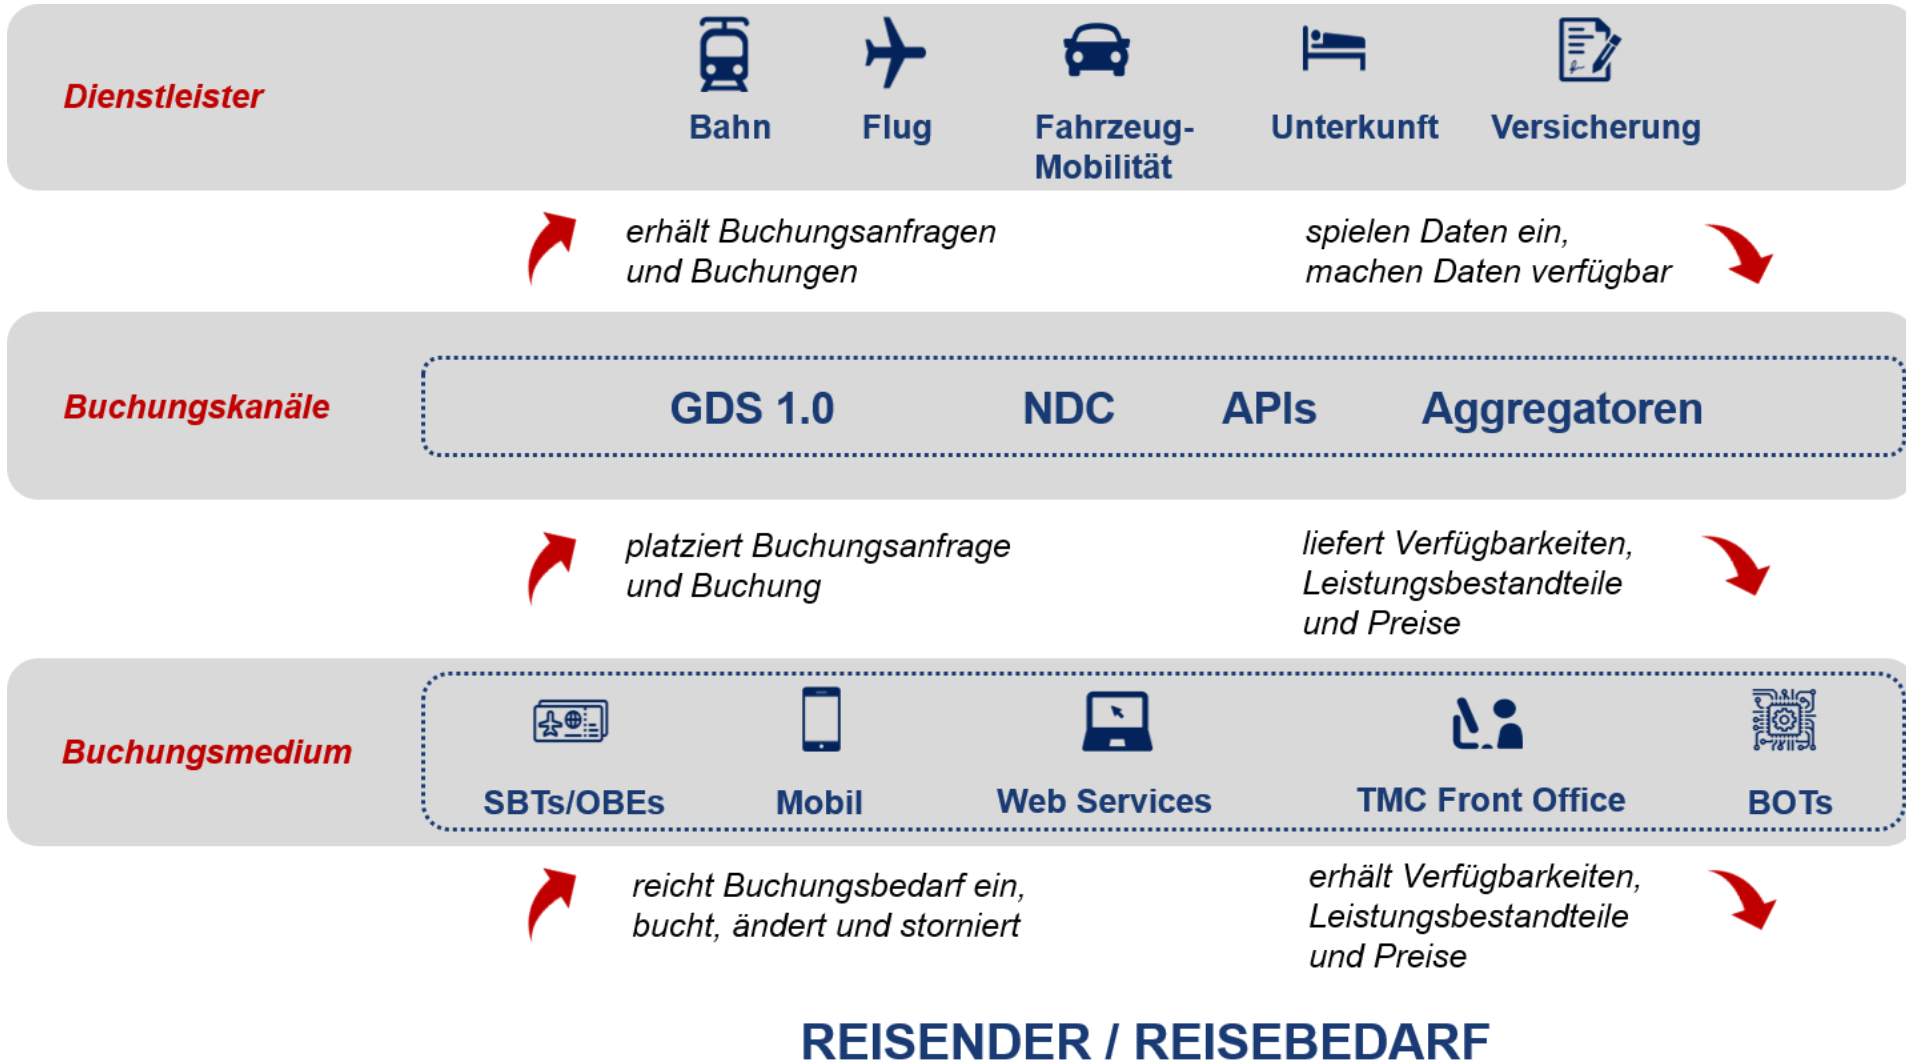 Dienstleister
Bahn
Flug
Fahrzeug-
Mobilität
Unterkunft
Versicherung
erhält Buchungsanfragen
und Buchungen
spielen Daten ein,
machen Daten verfügbar
Buchungskanäle
GDS 1.0
NDC
APIs
Aggregatoren
platziert Buchungsanfrage
und Buchung
liefert Verfügbarkeiten,
Leistungsbestandteile
und Preise
Buchungsmedium
SBTs/OBEs
Mobil
Web Services
TMC Front Office
BOTs
reicht Buchungsbedarf ein,
bucht, ändert und storniert
erhält Verfügbarkeiten,
Leistungsbestandteile
und Preise
REISENDER / REISEBEDARF